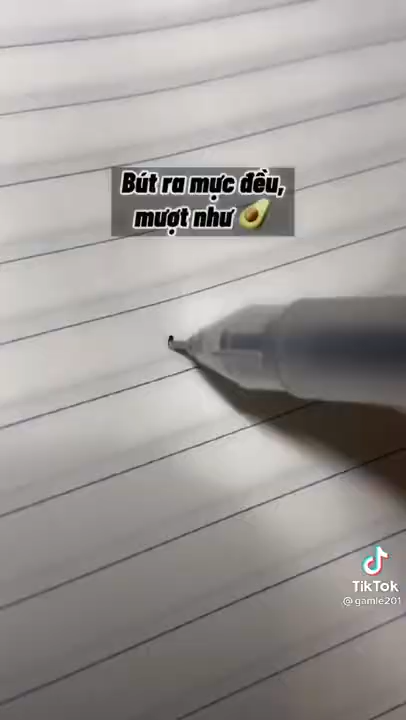 Bút ra mực đều,
mượt như 🥑
TikTok
@gamle201